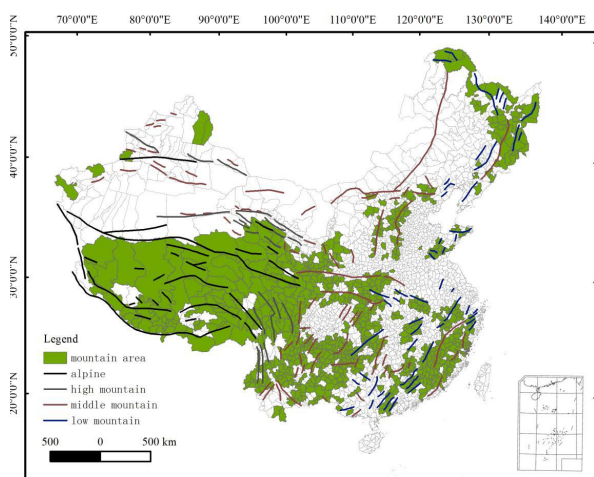 70°0'0"E 80°0'0"E 90°0'0"E 100°0'0"E 110°0'0"E 120°0'0"E 130°0'0"E 140°0'0"E
50°0'0"N
40°0'0"N
30°0'0"N
20°0'0"N
Legend
mountain area
alpine
high mountain
middle mountain
low mountain
500 0 500 km